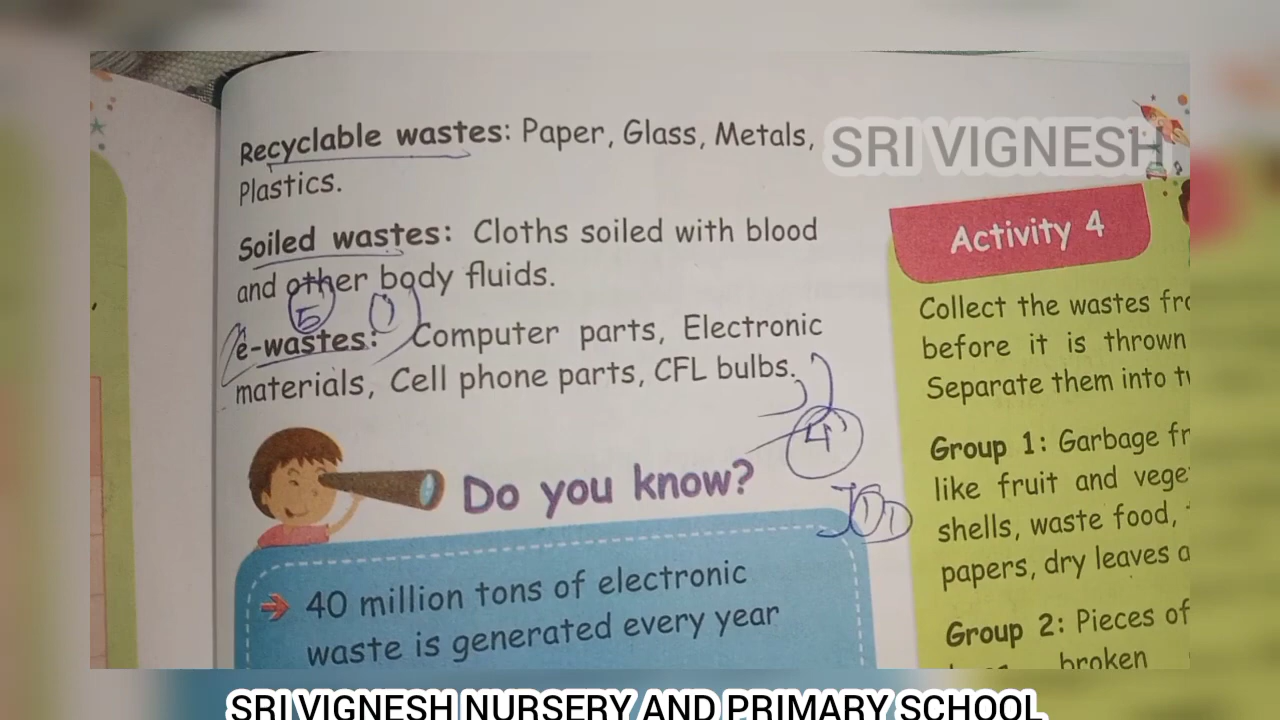 Recyclable wastes: Paper, Glass, Metals,
Plastics.
Soiled wastes: Cloths soiled with blood
and other body fluids.
5 1
e-wastes: Computer parts, Electronic
materials, Cell phone parts, CFL bulbs.
4
Do you know?
40 million tons of electronic
waste is generated every year
SRI VIGNESH
Activity 4
Collect the wastes
before it is thrown
Separate them into
Group 1: Garbage
like fruit and
shells, waste food,
papers, dry leaves
Group 2: Pieces of
broken
SRI VIGNESH NURSERY AND PRIMARY SCHOOL